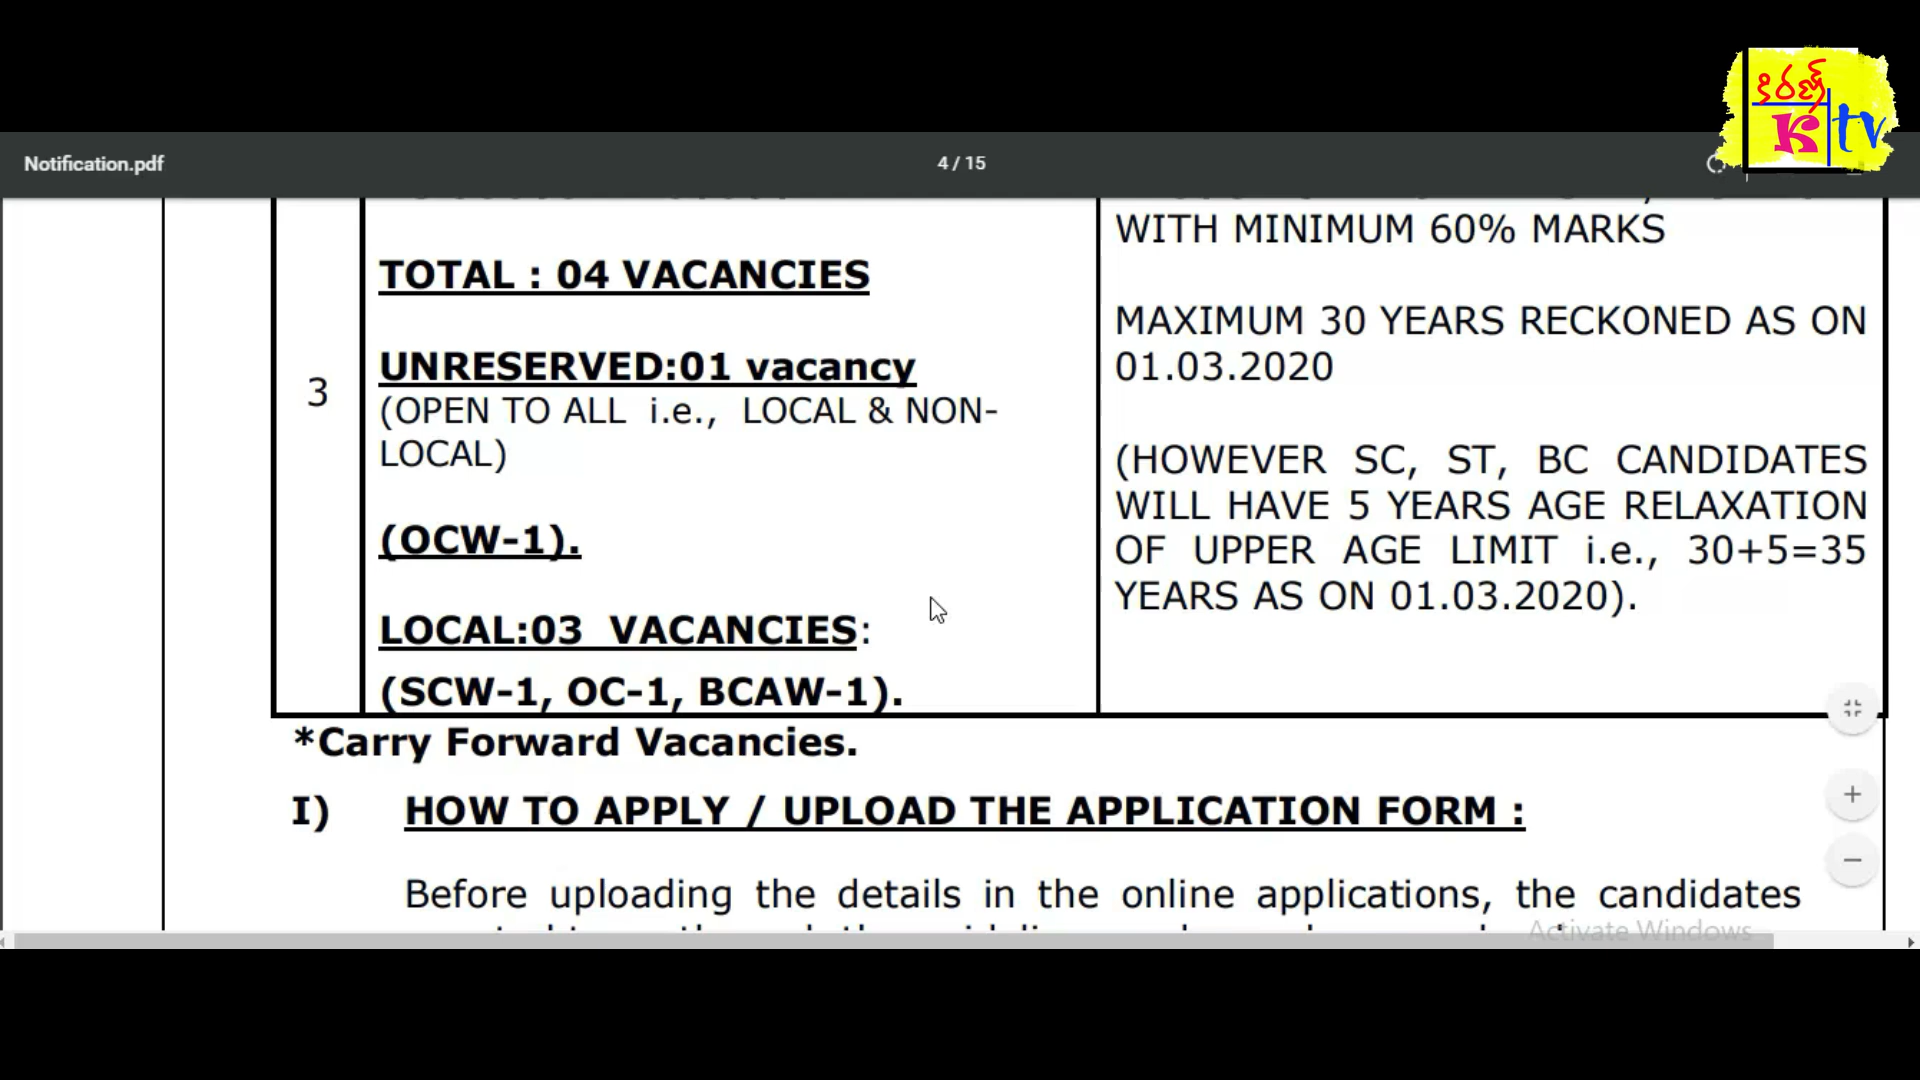 కిరణ్
K tv
Notification.pdf
4 / 15
WITH MINIMUM 60% MARKS
TOTAL : 04 VACANCIES
MAXIMUM 30 YEARS RECKONED AS ON
01.03.2020
UNRESERVED:01 vacancy
3
(OPEN TO ALL i.e., LOCAL & NON-
LOCAL)
(HOWEVER SC, ST, BC CANDIDATES
WILL HAVE 5 YEARS AGE RELAXATION
OF UPPER AGE LIMIT i.e., 30+5=35
YEARS AS ON 01.03.2020).
(OCW-1).
LOCAL:03 VACANCIES:
(SCW-1, OC-1, BCAW-1).
*Carry Forward Vacancies.
I) HOW TO APPLY / UPLOAD THE APPLICATION FORM :
Before uploading the details in the online applications, the candidates
Activate Windows